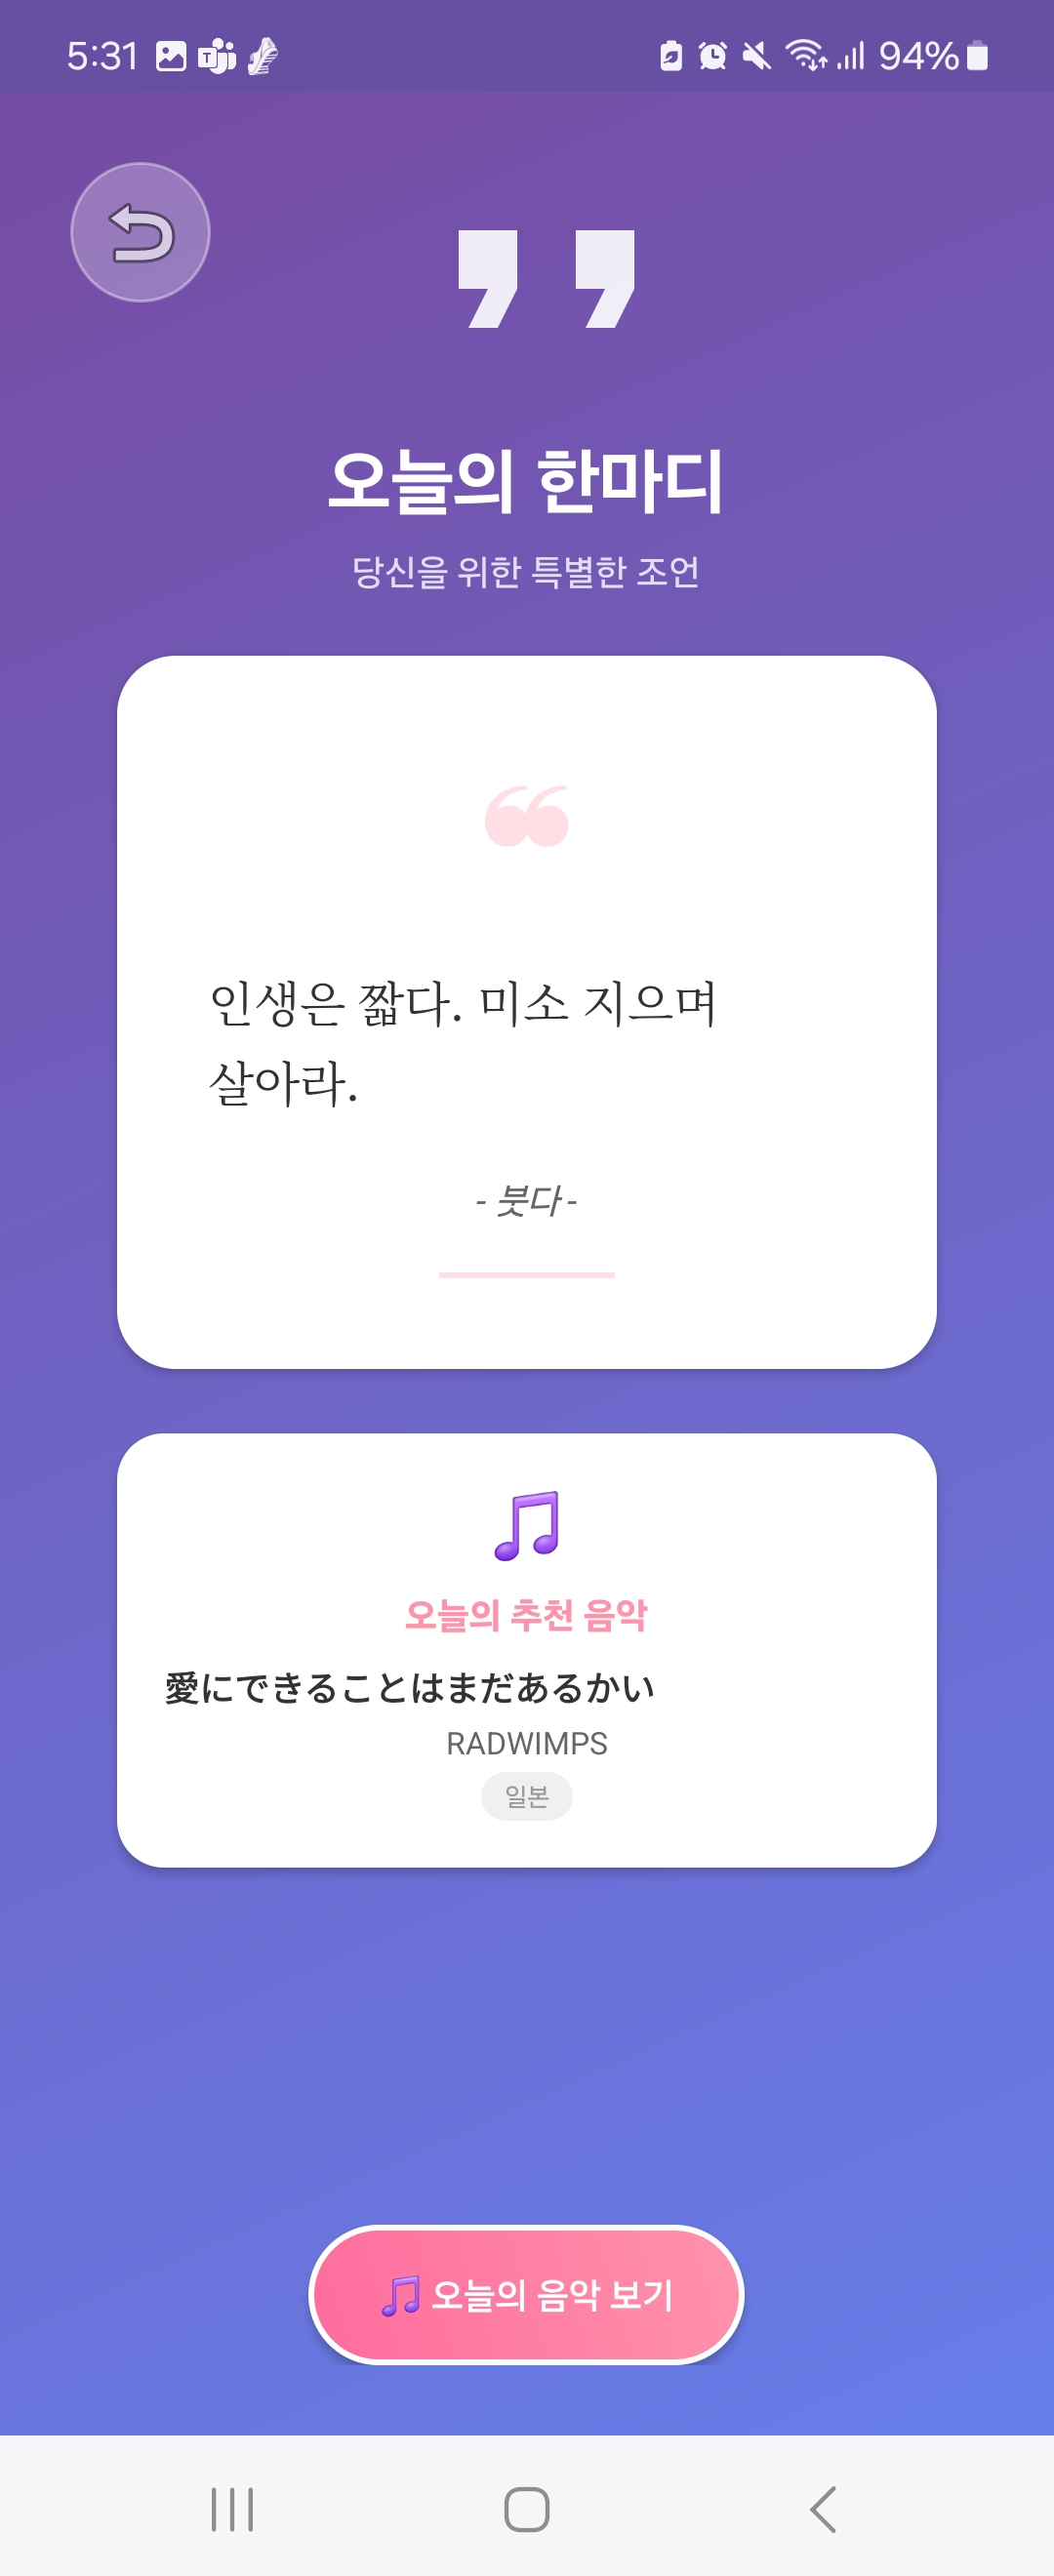 5:31
94%
오늘의 한마디
당신을 위한 특별한 조언
인생은 짧다. 미소 지으며
살아라.
- 붓다 -
오늘의 추천 음악
愛にできることはまだあるかい
RADWIMPS
일본
오늘의 음악 보기